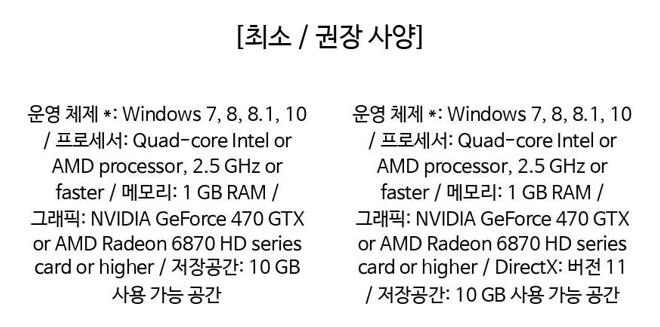 [최소 / 권장 사양]
운영 체제 *: Windows 7, 8, 8.1, 10
/ 프로세서: Quad-core Intel or
AMD processor, 2.5 GHz or
faster / 메모리: 1 GB RAM /
그래픽: NVIDIA GeForce 470 GTX
or AMD Radeon 6870 HD series
card or higher / 저장공간: 10 GB
사용 가능 공간
운영 체제 *: Windows 7, 8, 8.1, 10
/ 프로세서: Quad-core Intel or
AMD processor, 2.5 GHz or
faster / 메모리: 1 GB RAM /
그래픽: NVIDIA GeForce 470 GTX
or AMD Radeon 6870 HD series
card or higher / DirectX: 버전 11
/ 저장공간: 10 GB 사용 가능 공간